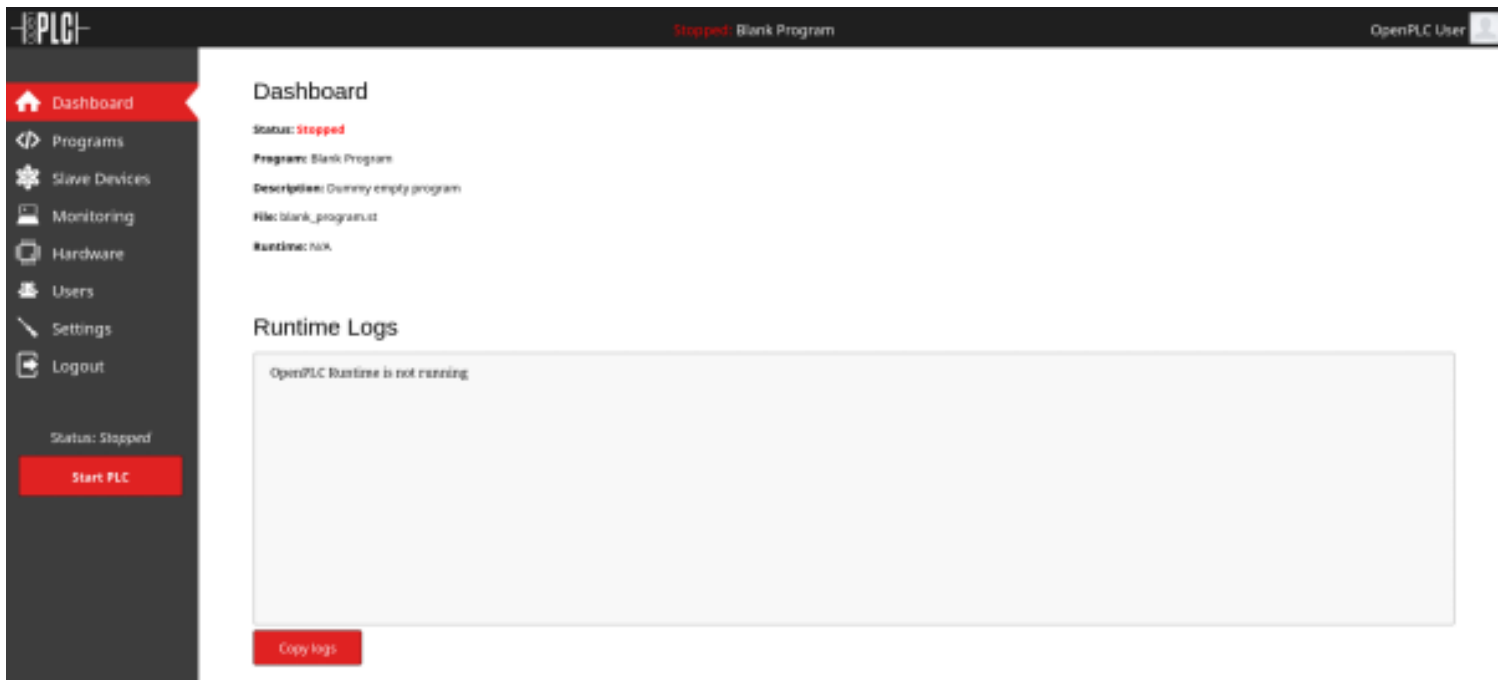 PLC
Stopped: Blank Program
OpenPLC User
Dashboard
Programs
Slave Devices
Monitoring
Hardware
Users
Settings
Logout
Status: Stopped
Start PLC
Dashboard
Status: Stopped
Program: Blank Program
Description: Dummy empty program
File: blank_program.st
Runtime: N/A
Runtime Logs
OpenPLC Runtime is not running
Copy logs